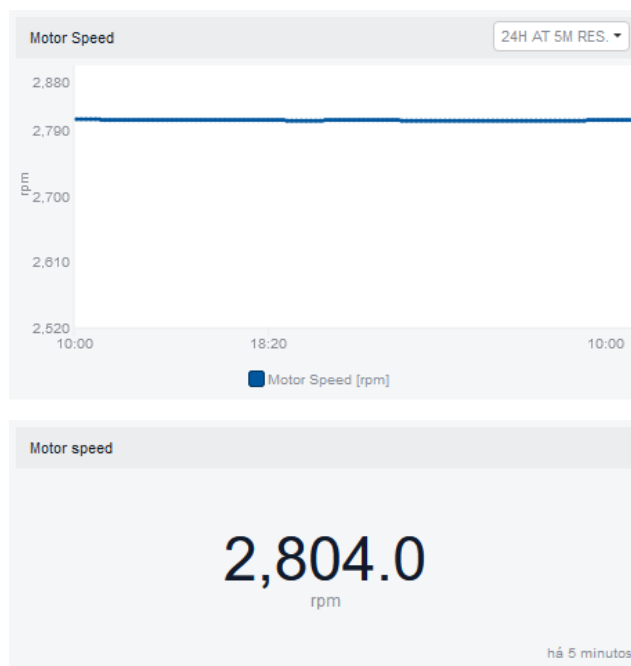 Motor Speed
24H AT 5M RES.
2,880
2,790
rpm
2,700
2,610
2,520
10:00 18:20 10:00
Motor Speed [rpm]
Motor speed
2,804.0
rpm
há 5 minutos